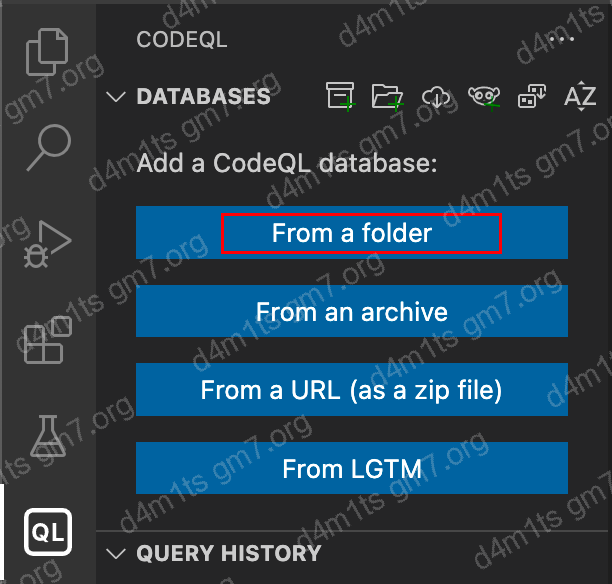 CODEQL
DATABASES
AZ
Add a CodeQL database:
From a folder
From an archive
From a URL (as a zip file)
From LGTM
QL
QUERY HISTORY
d4m1ts gm7.org